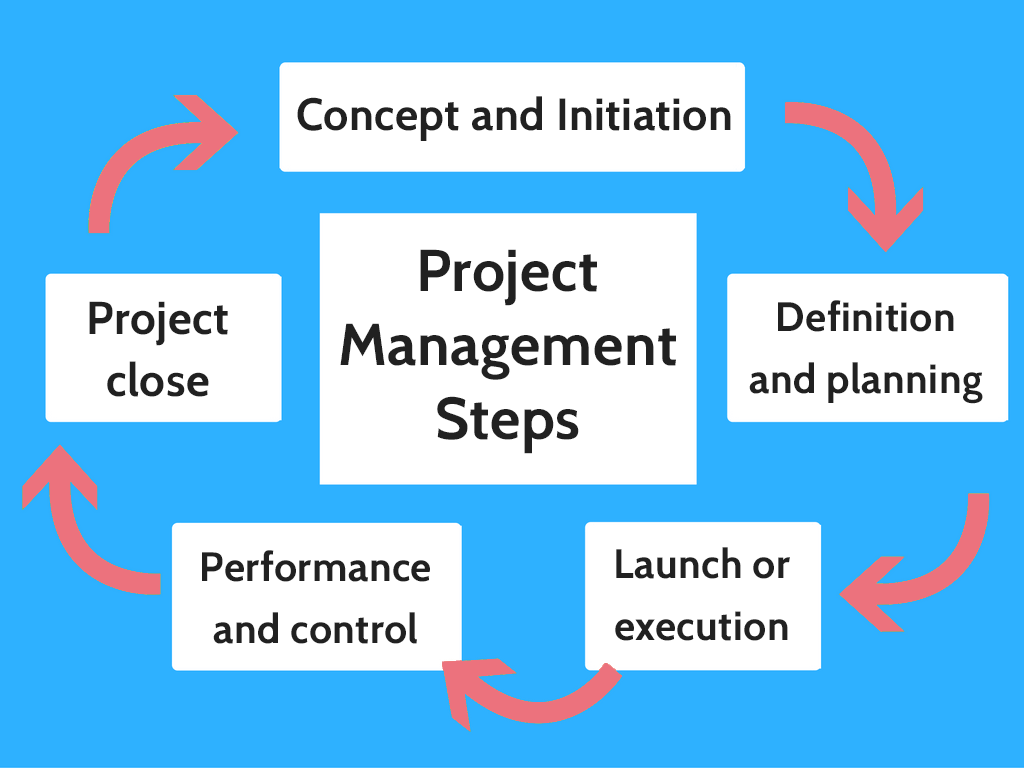 Concept and Initiation
Project
Management
Steps
Definition
and planning
Launch or
execution
Performance
and control
Project
close